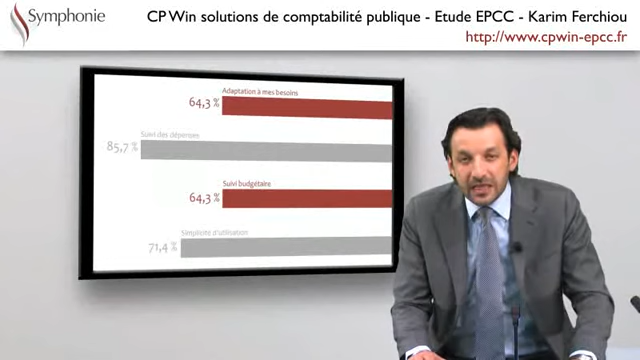 Symphonie
CP Win solutions de comptabilité publique - Etude EPCC - Karim Ferchiou
http://www.cpwin-epcc.fr
Adaptation à mes besoins
64,3 %
Suivi des dépenses
85,7 %
Suivi budgétaire
64,3 %
Simplicité d'utilisation
71,4 %